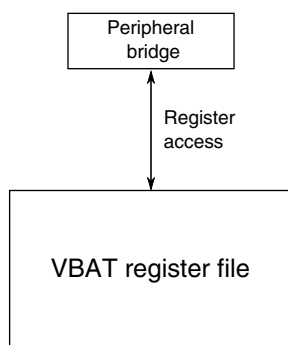 Peripheral
bridge
Register
access
VBAT register file